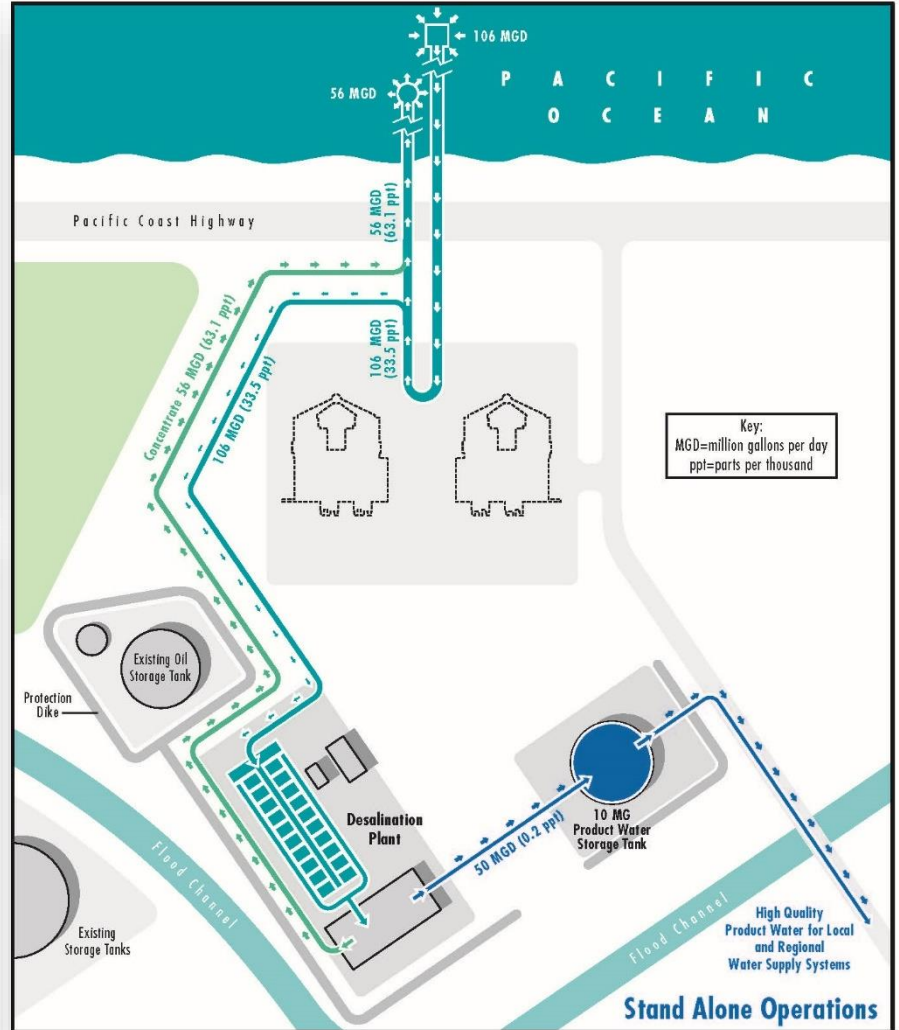 106 MGD
56 MGD
PACIFIC
OCEAN
Pacific Coast Highway
56 MGD
(63.1 ppt)
106 MGD
(33.5 ppt)
Concentrate 56 MGD (63.1 ppt)
106 MGD (33.5 ppt)
Key:
MGD=million gallons per day
ppt=parts per thousand
Existing Oil
Storage Tank
Protection
Dike
Desalination
Plant
10 MG
Product Water
Storage Tank
50 MGD (0.2 ppt)
Flood Channel
Existing
Storage Tanks
Flood Channel
High Quality
Product Water for Local
and Regional
Water Supply Systems
Stand Alone Operations